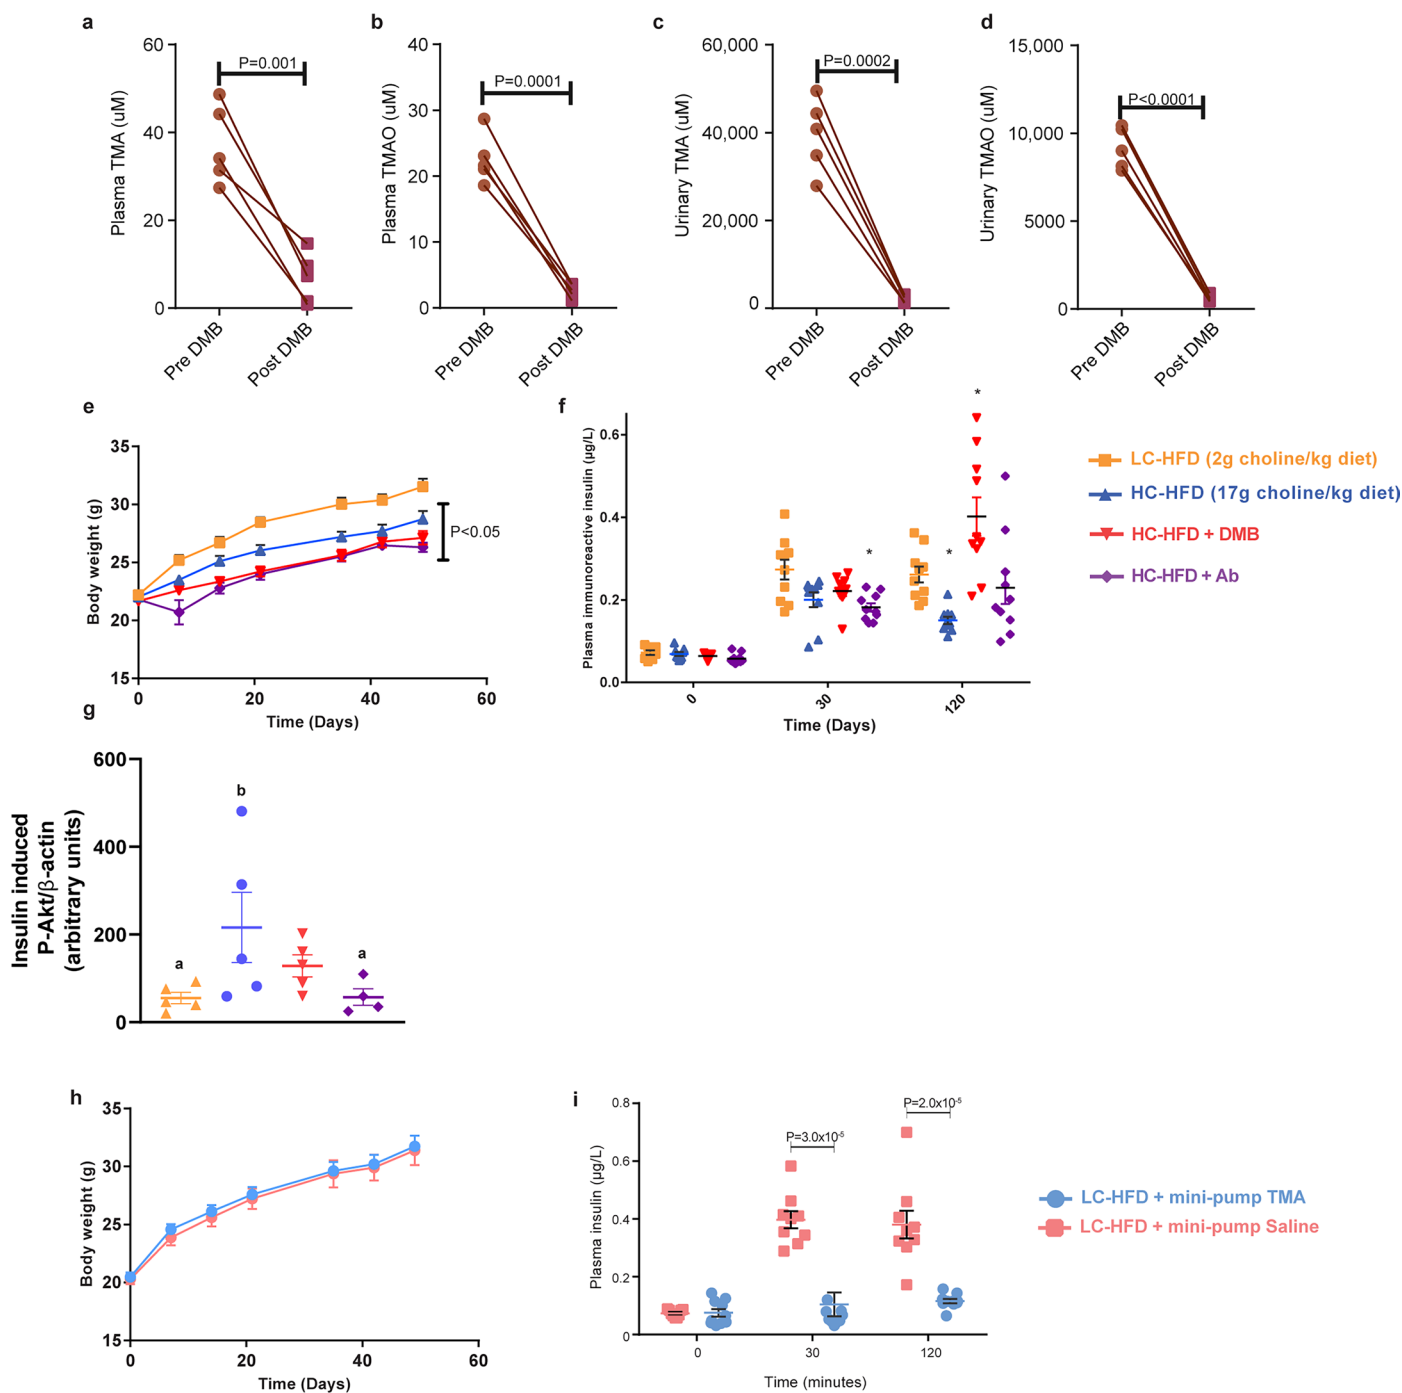 a
60
40
20
0
Plasma TMA (uM)
P=0.001
Pre DMB
Post DMB
b
40
30
20
10
0
Plasma TMAO (uM)
P=0.0001
Pre DMB
Post DMB
c
60,000
40,000
20,000
0
Urinary TMA (uM)
P=0.0002
Pre DMB
Post DMB
d
15,000
10,000
5000
0
Urinary TMAO (uM)
P<0.0001
Pre DMB
Post DMB
e
35
30
25
20
15
Body weight (g)
P<0.05
0
20
40
60
Time (Days)
f
0.6
0.4
0.2
0.0
Plasma immunoreactive insulin (µg/L)
*
*
*
0
30
120
Time (Days)
LC-HFD (2g choline/kg diet)
HC-HFD (17g choline/kg diet)
HC-HFD + DMB
HC-HFD + Ab
g
600
400
200
0
Insulin induced
P-Akt/β-actin
(arbitrary units)
a
b
a
h
35
30
25
20
15
Body weight (g)
0
20
40
60
Time (Days)
i
0.8
0.6
0.4
0.2
0
Plasma insulin (µg/L)
P=3.0x10⁻⁵
P=2.0x10⁻⁵
0
30
120
Time (minutes)
LC-HFD + mini-pump TMA
LC-HFD + mini-pump Saline